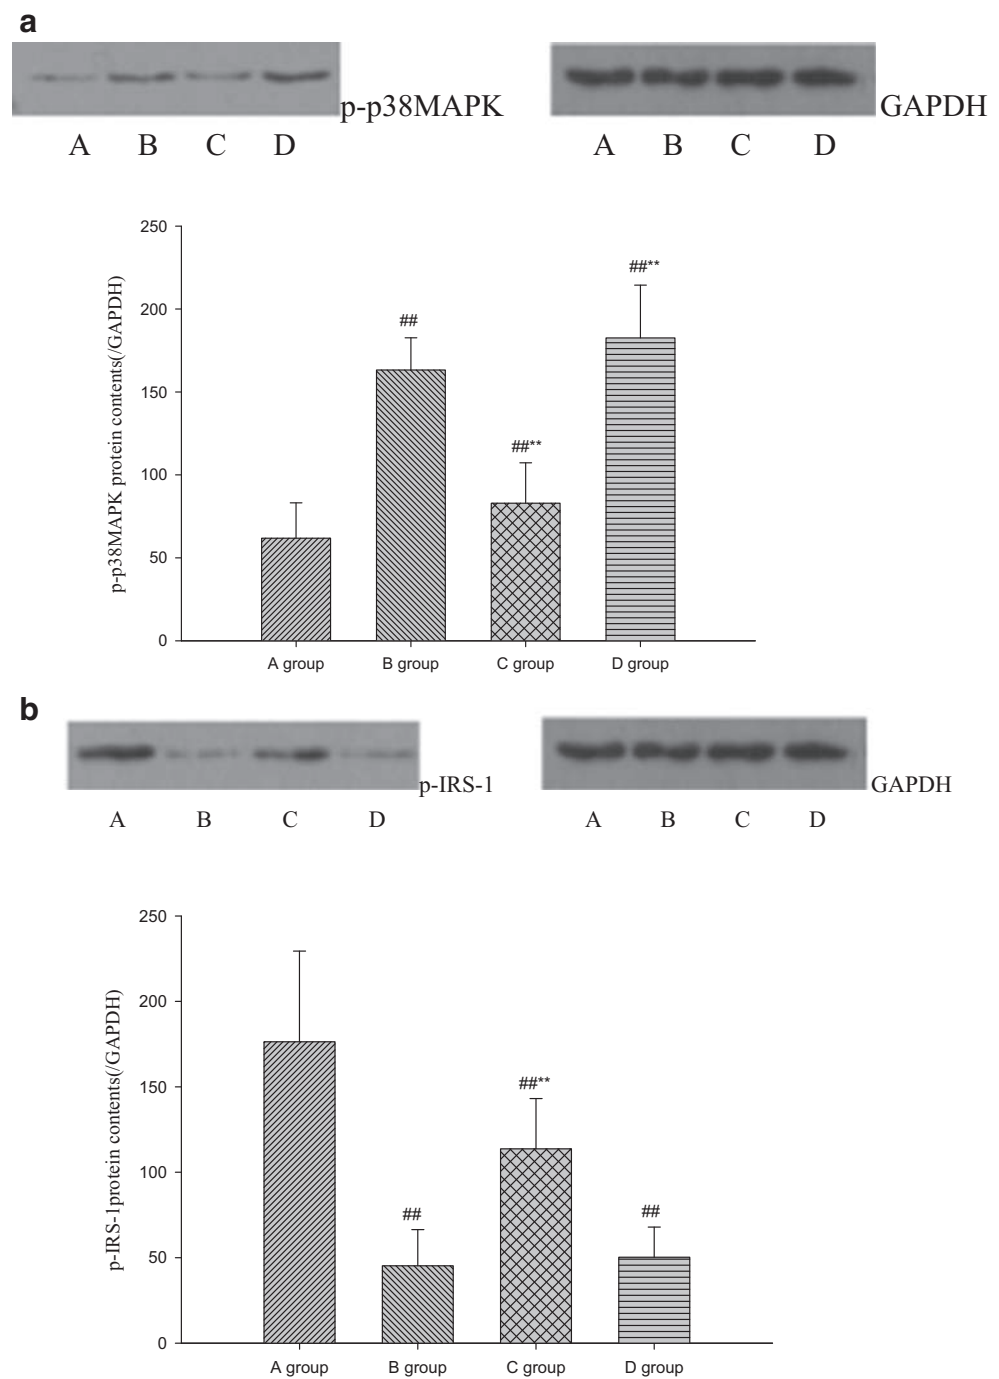 a
p-p38MAPK
GAPDH
A B C D
A B C D
250
200
150
100
50
0
p-p38MAPK protein contents(/GAPDH)
##
##**
##**
A group B group C group D group
b
p-IRS-1
GAPDH
A B C D
A B C D
250
200
150
100
50
0
p-IRS-1protein contents(/GAPDH)
##
##**
##
A group B group C group D group